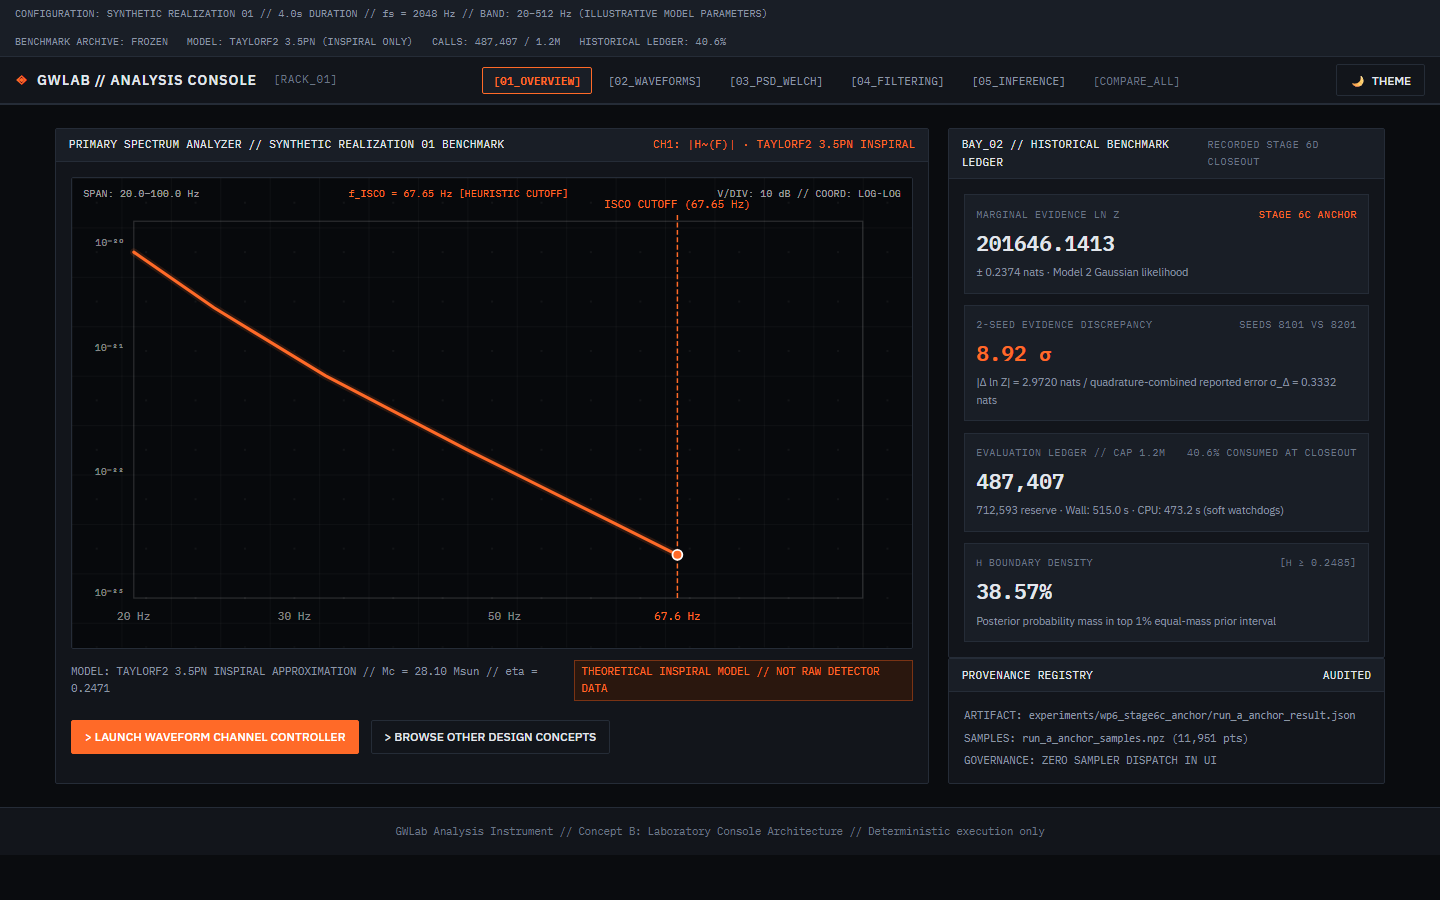 CONFIGURATION: SYNTHETIC REALIZATION 01 // 4.0s DURATION // fs = 2048 Hz // BAND: 20–512 Hz (ILLUSTRATIVE MODEL PARAMETERS)
BENCHMARK ARCHIVE: FROZEN MODEL: TAYLORF2 3.5PN (INSPIRAL ONLY) CALLS: 487,407 / 1.2M HISTORICAL LEDGER: 40.6%
GWLAB // ANALYSIS CONSOLE [RACK_01] [01_OVERVIEW] [02_WAVEFORMS] [03_PSD_WELCH] [04_FILTERING] [05_INFERENCE] [COMPARE_ALL] THEME
PRIMARY SPECTRUM ANALYZER // SYNTHETIC REALIZATION 01 BENCHMARK CH1: |H~(F)| · TAYLORF2 3.5PN INSPIRAL
SPAN: 20.0–100.0 Hz f_ISCO = 67.65 Hz [HEURISTIC CUTOFF] V/DIV: 10 dB // COORD: LOG-LOG
ISCO CUTOFF (67.65 Hz)
10⁻²⁰
10⁻²¹
10⁻²²
10⁻²³
20 Hz 30 Hz 50 Hz 67.6 Hz
MODEL: TAYLORF2 3.5PN INSPIRAL APPROXIMATION // Mc = 28.10 Msun // eta =
0.2471
THEORETICAL INSPIRAL MODEL // NOT RAW DETECTOR
DATA
> LAUNCH WAVEFORM CHANNEL CONTROLLER > BROWSE OTHER DESIGN CONCEPTS
BAY_02 // HISTORICAL BENCHMARK
LEDGER
RECORDED STAGE 6D
CLOSEOUT
MARGINAL EVIDENCE LN Z STAGE 6C ANCHOR
201646.1413
± 0.2374 nats · Model 2 Gaussian likelihood
2-SEED EVIDENCE DISCREPANCY SEEDS 8101 VS 8201
8.92 σ
|Δ ln Z| = 2.9720 nats / quadrature-combined reported error σ_Δ = 0.3332
nats
EVALUATION LEDGER // CAP 1.2M 40.6% CONSUMED AT CLOSEOUT
487,407
712,593 reserve · Wall: 515.0 s · CPU: 473.2 s (soft watchdogs)
H BOUNDARY DENSITY [H ≥ 0.2485]
38.57%
Posterior probability mass in top 1% equal-mass prior interval
PROVENANCE REGISTRY AUDITED
ARTIFACT: experiments/wp6_stage6c_anchor/run_a_anchor_result.json
SAMPLES: run_a_anchor_samples.npz (11,951 pts)
GOVERNANCE: ZERO SAMPLER DISPATCH IN UI
GWLab Analysis Instrument // Concept B: Laboratory Console Architecture // Deterministic execution only